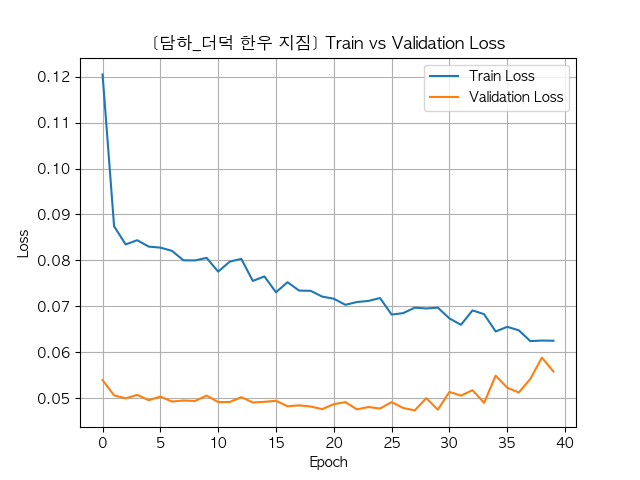 [담하_더덕 한우 지짐] Train vs Validation Loss
Train Loss
Validation Loss
0.12
0.11
0.10
0.09
0.08
0.07
0.06
0.05
Loss
0 5 10 15 20 25 30 35 40
Epoch